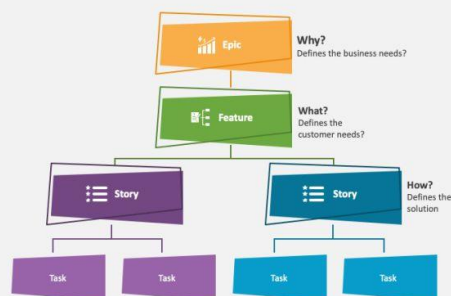 Epic
Why?
Defines the business needs?
Feature
What?
Defines the
customer needs?
Story
Story
How?
Defines the
solution
Task
Task
Task
Task